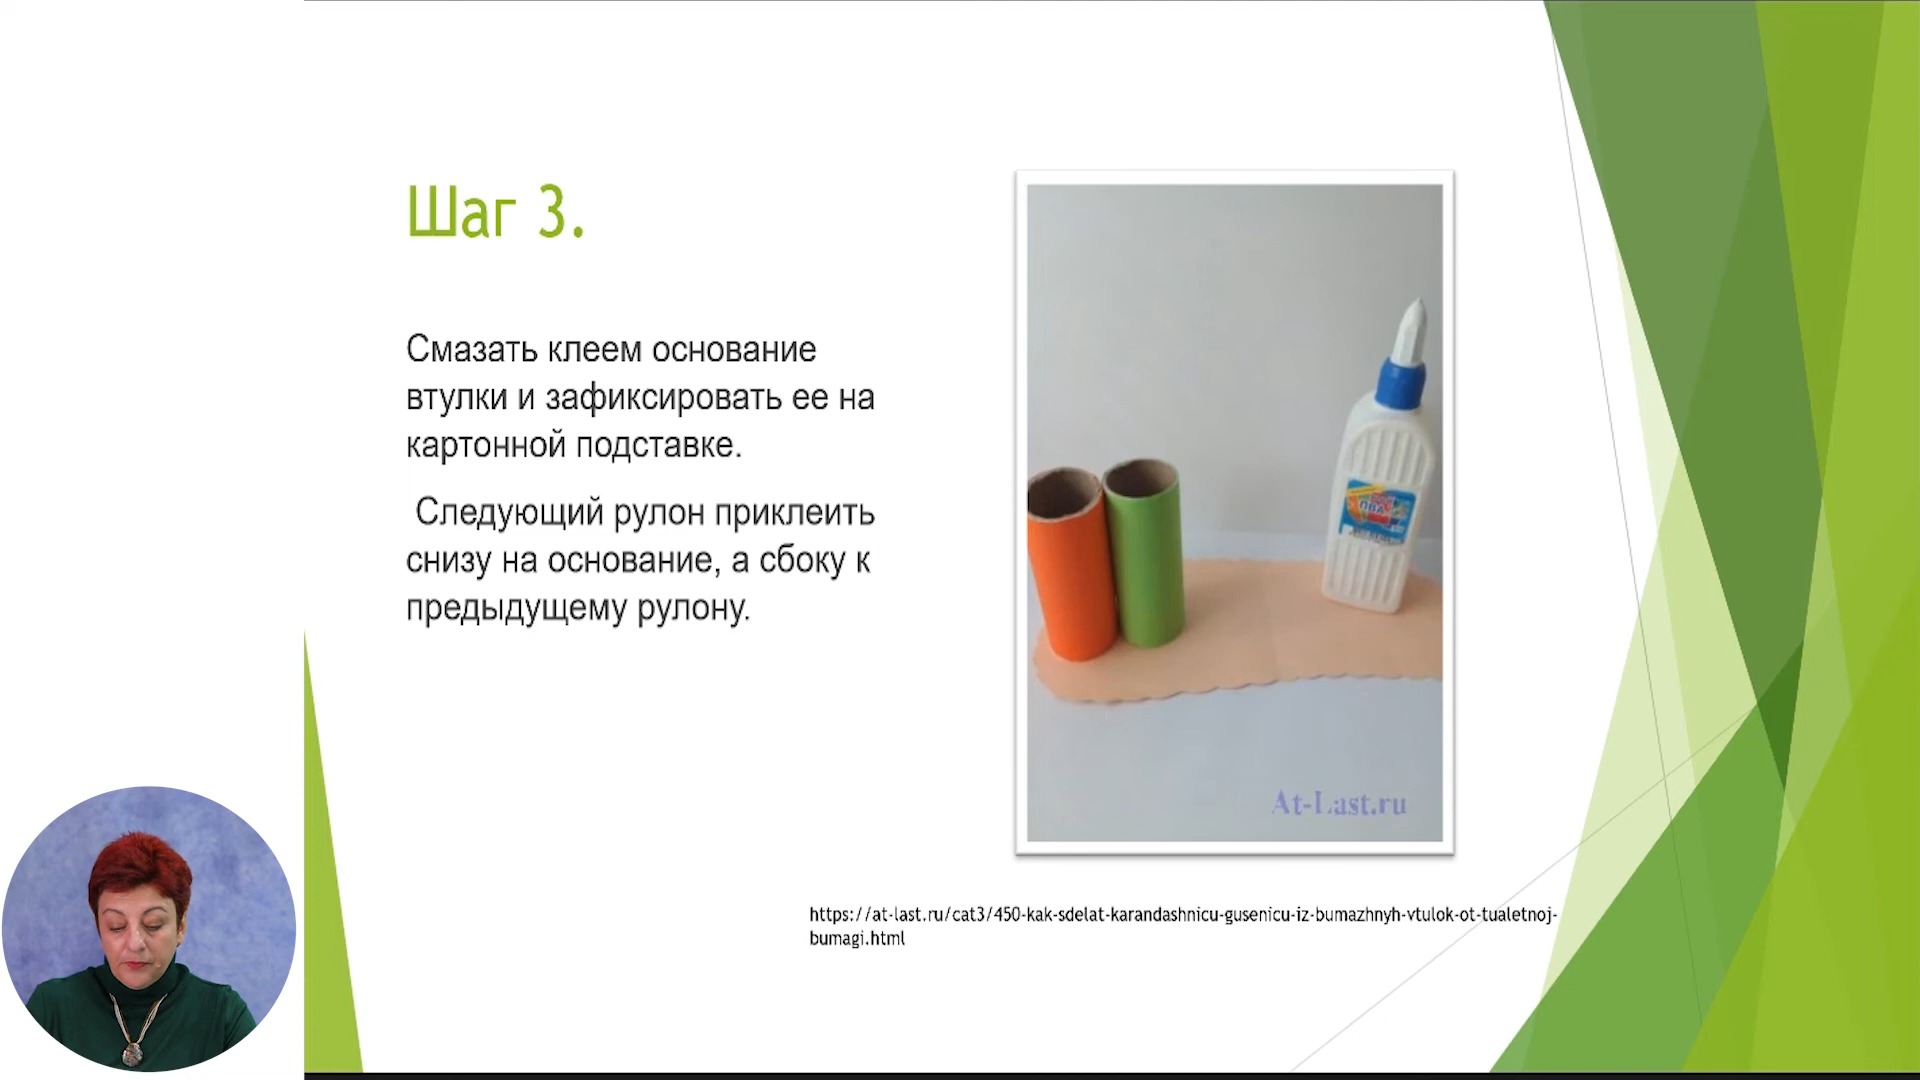 Шаг 3.
Смазать клеем основание
втулки и зафиксировать ее на
картонной подставке.
Следующий рулон приклеить
снизу на основание, а сбоку к
предыдущему рулону.
ПВА
At-Last.ru
https://at-last.ru/cat3/450-kak-sdelat-karandashnicu-gusenicu-iz-bumazhnyh-vtulok-ot-tualetnoj-
bumagi.html